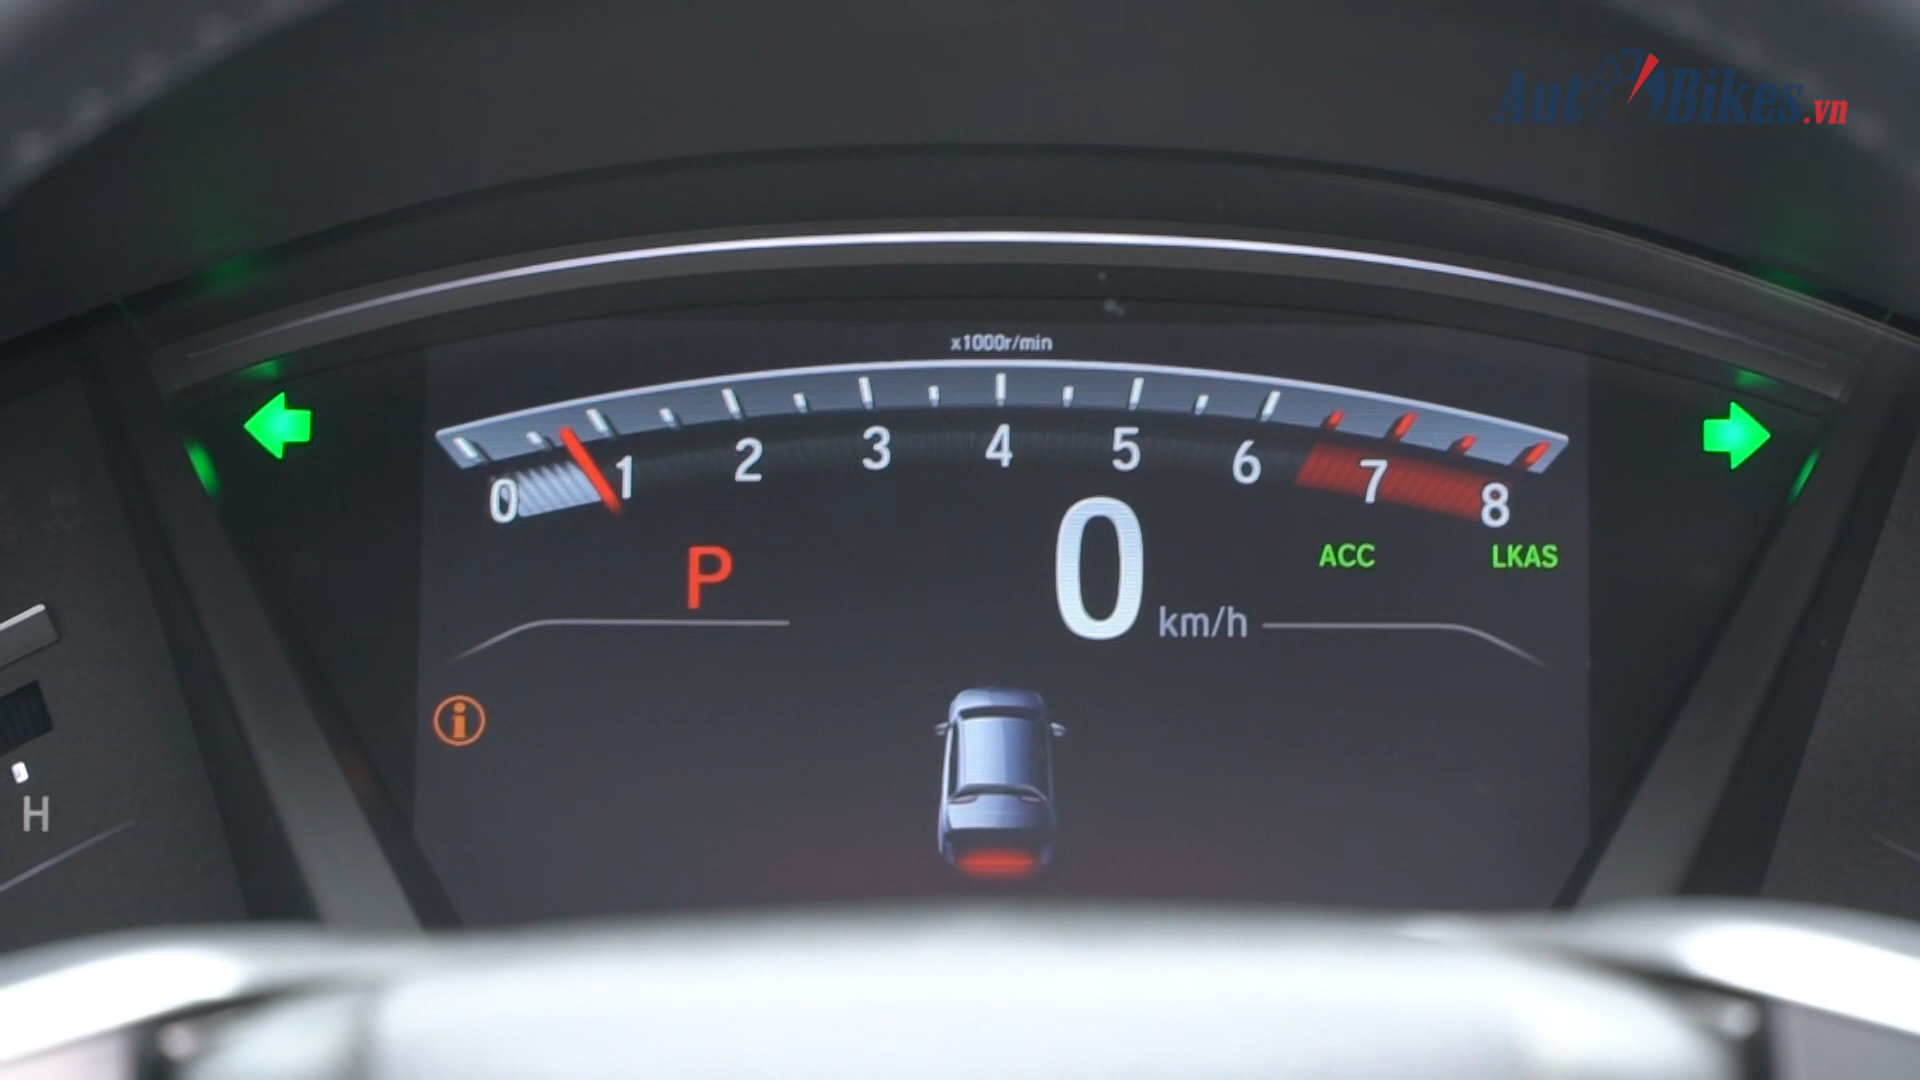 AutoBikes.vn
x1000r/min
0 1 2 3 4 5 6 7 8
P 0 km/h ACC LKAS
i
H